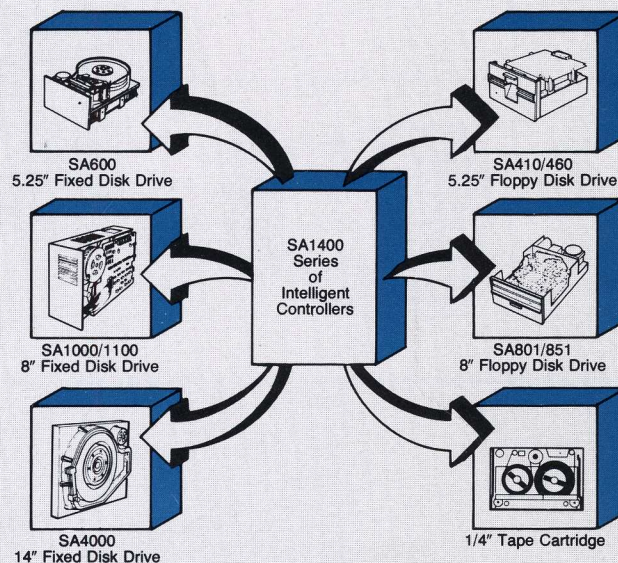 SA600
5.25" Fixed Disk Drive
SA410/460
5.25" Floppy Disk Drive
SA1400
Series
of
Intelligent
Controllers
SA1000/1100
8" Fixed Disk Drive
SA801/851
8" Floppy Disk Drive
SA4000
14" Fixed Disk Drive
1/4" Tape Cartridge